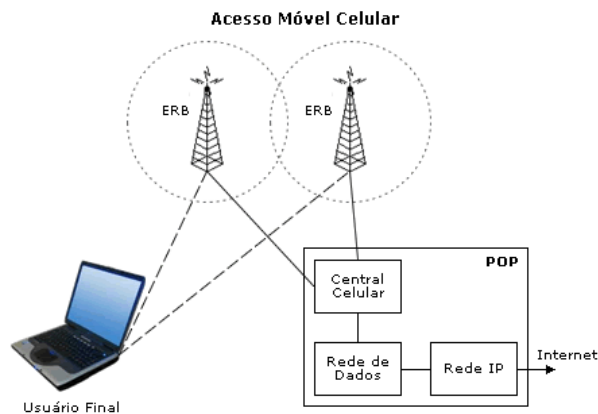 Acesso Móvel Celular
ERB
ERB
POP
Central
Celular
Rede de
Dados
Rede IP
Internet
Usuário Final